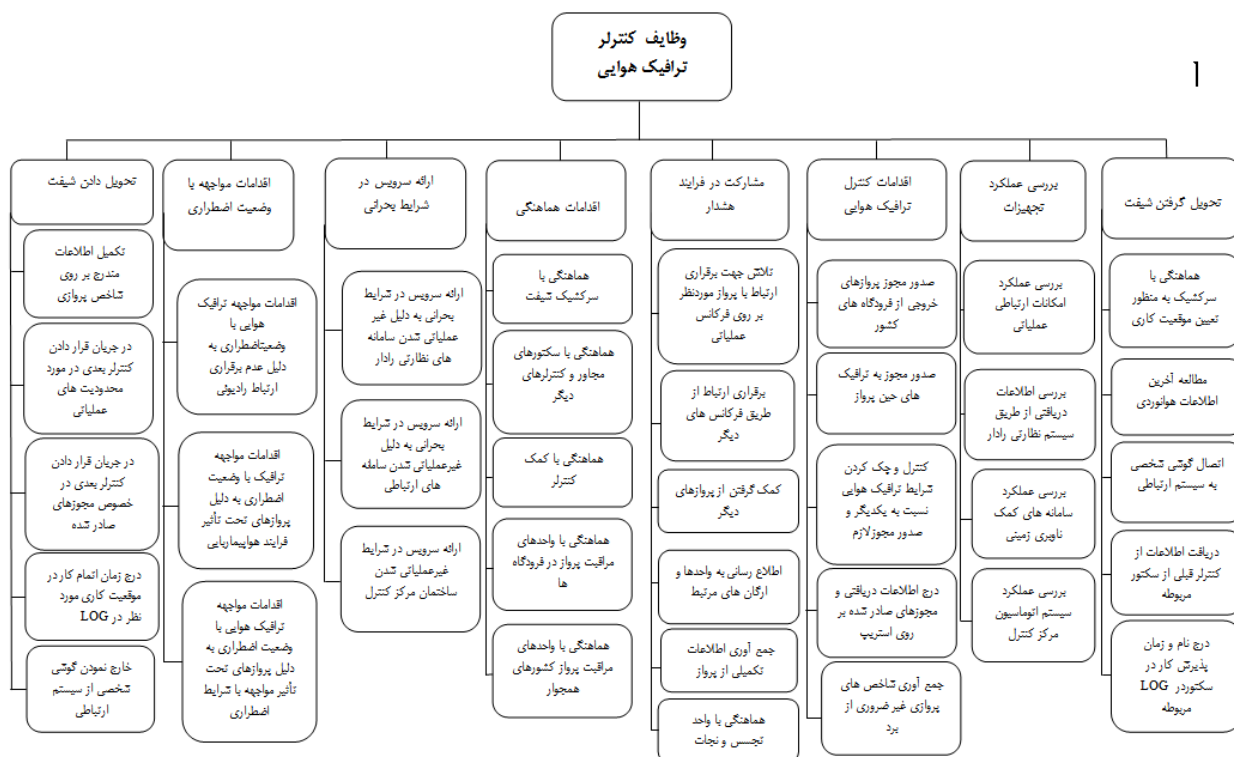 وظایف کنترلر
ترافیک هوایی
۱
تحویل گرفتن شیفت
هماهنگی با
سرکشیک به منظور
تعیین موقعیت کاری
مطالعه آخرین
اطلاعات هوانوردی
اتصال گوشی شخصی
به سیستم ارتباطی
دریافت اطلاعات از
کنترلر قبلی از سکتور
مربوطه
درج نام و زمان
پذیرش کار در
سکتوردر LOG
مربوطه
بررسی عملکرد
تجهیزات
بررسی عملکرد
امکانات ارتباطی
عملیاتی
بررسی اطلاعات
دریافتی از طریق
سیستم نظارتی رادار
بررسی عملکرد
سامانه های کمک
ناوبری زمینی
بررسی عملکرد
سیستم اتوماسیون
مرکز کنترل
اقدامات کنترل
ترافیک هوایی
صدور مجوز پروازهای
خروجی از فرودگاه های
کشور
صدور مجوز به ترافیک
های حین پرواز
کنترل و چک کردن
شرایط ترافیک هوایی
نسبت به یکدیگر و
صدور مجوزلازم
درج اطلاعات دریافتی و
مجوزهای صادر شده بر
روی استریپ
جمع آوری شاخص های
پروازی غیر ضروری از
برد
مشارکت در فرایند
هشدار
تلاش جهت برقراری
ارتباط با پرواز موردنظر
بر روی فرکانس
عملیاتی
برقراری ارتباط از
طریق فرکانس های
دیگر
کمک گرفتن از پروازهای
دیگر
اطلاع رسانی به واحدها و
ارگان های مرتبط
جمع آوری اطلاعات
تکمیلی از پرواز
هماهنگی با واحد
تجسس و نجات
اقدامات هماهنگی
هماهنگی با
سرکشیک شیفت
هماهنگی با سکتورهای
مجاور و کنترلرهای
دیگر
هماهنگی با کمک
کنترلر
هماهنگی با واحدهای
مراقبت پرواز در فرودگاه
ها
هماهنگی با واحدهای
مراقبت پرواز کشورهای
همجوار
ارائه سرویس در
شرایط بحرانی
ارائه سرویس در شرایط
بحرانی به دلیل غیر
عملیاتی شدن سامانه
های نظارتی رادار
ارائه سرویس در شرایط
بحرانی به دلیل
غیرعملیاتی شدن سامانه
های ارتباطی
ارائه سرویس در شرایط
غیرعملیاتی شدن
ساختمان مرکز کنترل
اقدامات مواجهه با
وضعیت اضطراری
اقدامات مواجهه ترافیک
هوایی با
وضعیتاضطراری به
دلیل عدم برقراری
ارتباط رادیوئی
اقدامات مواجهه
ترافیک با وضعیت
اضطراری به دلیل
پروازهای تحت تأثیر
فرایند هواپیماربایی
اقدامات مواجهه
ترافیک هوایی با
وضعیت اضطراری به
دلیل پروازهای تحت
تأثیر مواجهه با شرایط
اضطراری
تحویل دادن شیفت
تکمیل اطلاعات
مندرج بر روی
شاخص پروازی
در جریان قرار دادن
کنترلر بعدی در مورد
محدودیت های
عملیاتی
در جریان قرار دادن
کنترلر بعدی در
خصوص مجوزهای
صادر شده
درج زمان اتمام کار در
موقعیت کاری مورد
نظر در LOG
خارج نمودن گوشی
شخصی از سیستم
ارتباطی